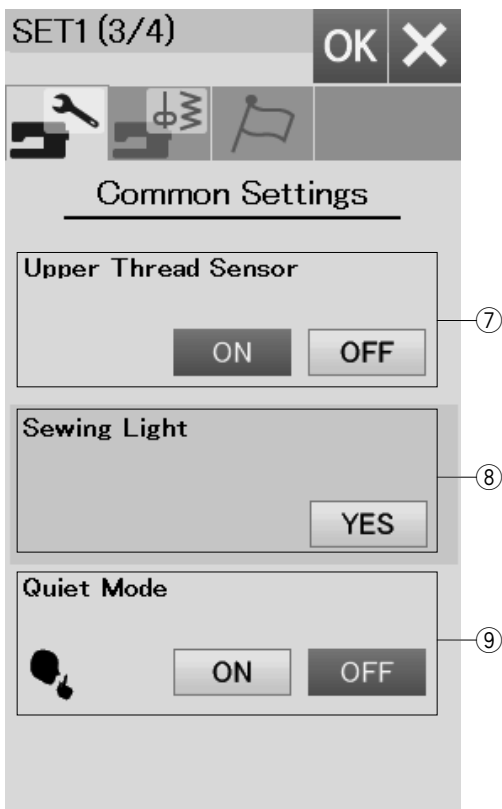 SET1 (3/4)
OK
Common Settings
Upper Thread Sensor
ON OFF
⑦
Sewing Light
YES
⑧
Quiet Mode
ON OFF
⑨